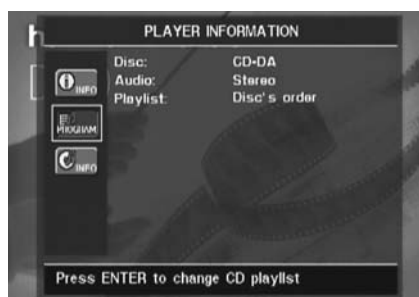 h
PLAYER INFORMATION
Disc: CD-DA
Audio: Stereo
Playlist: Disc's order
INFO
PROGRAM
INFO
Press ENTER to change CD playlist